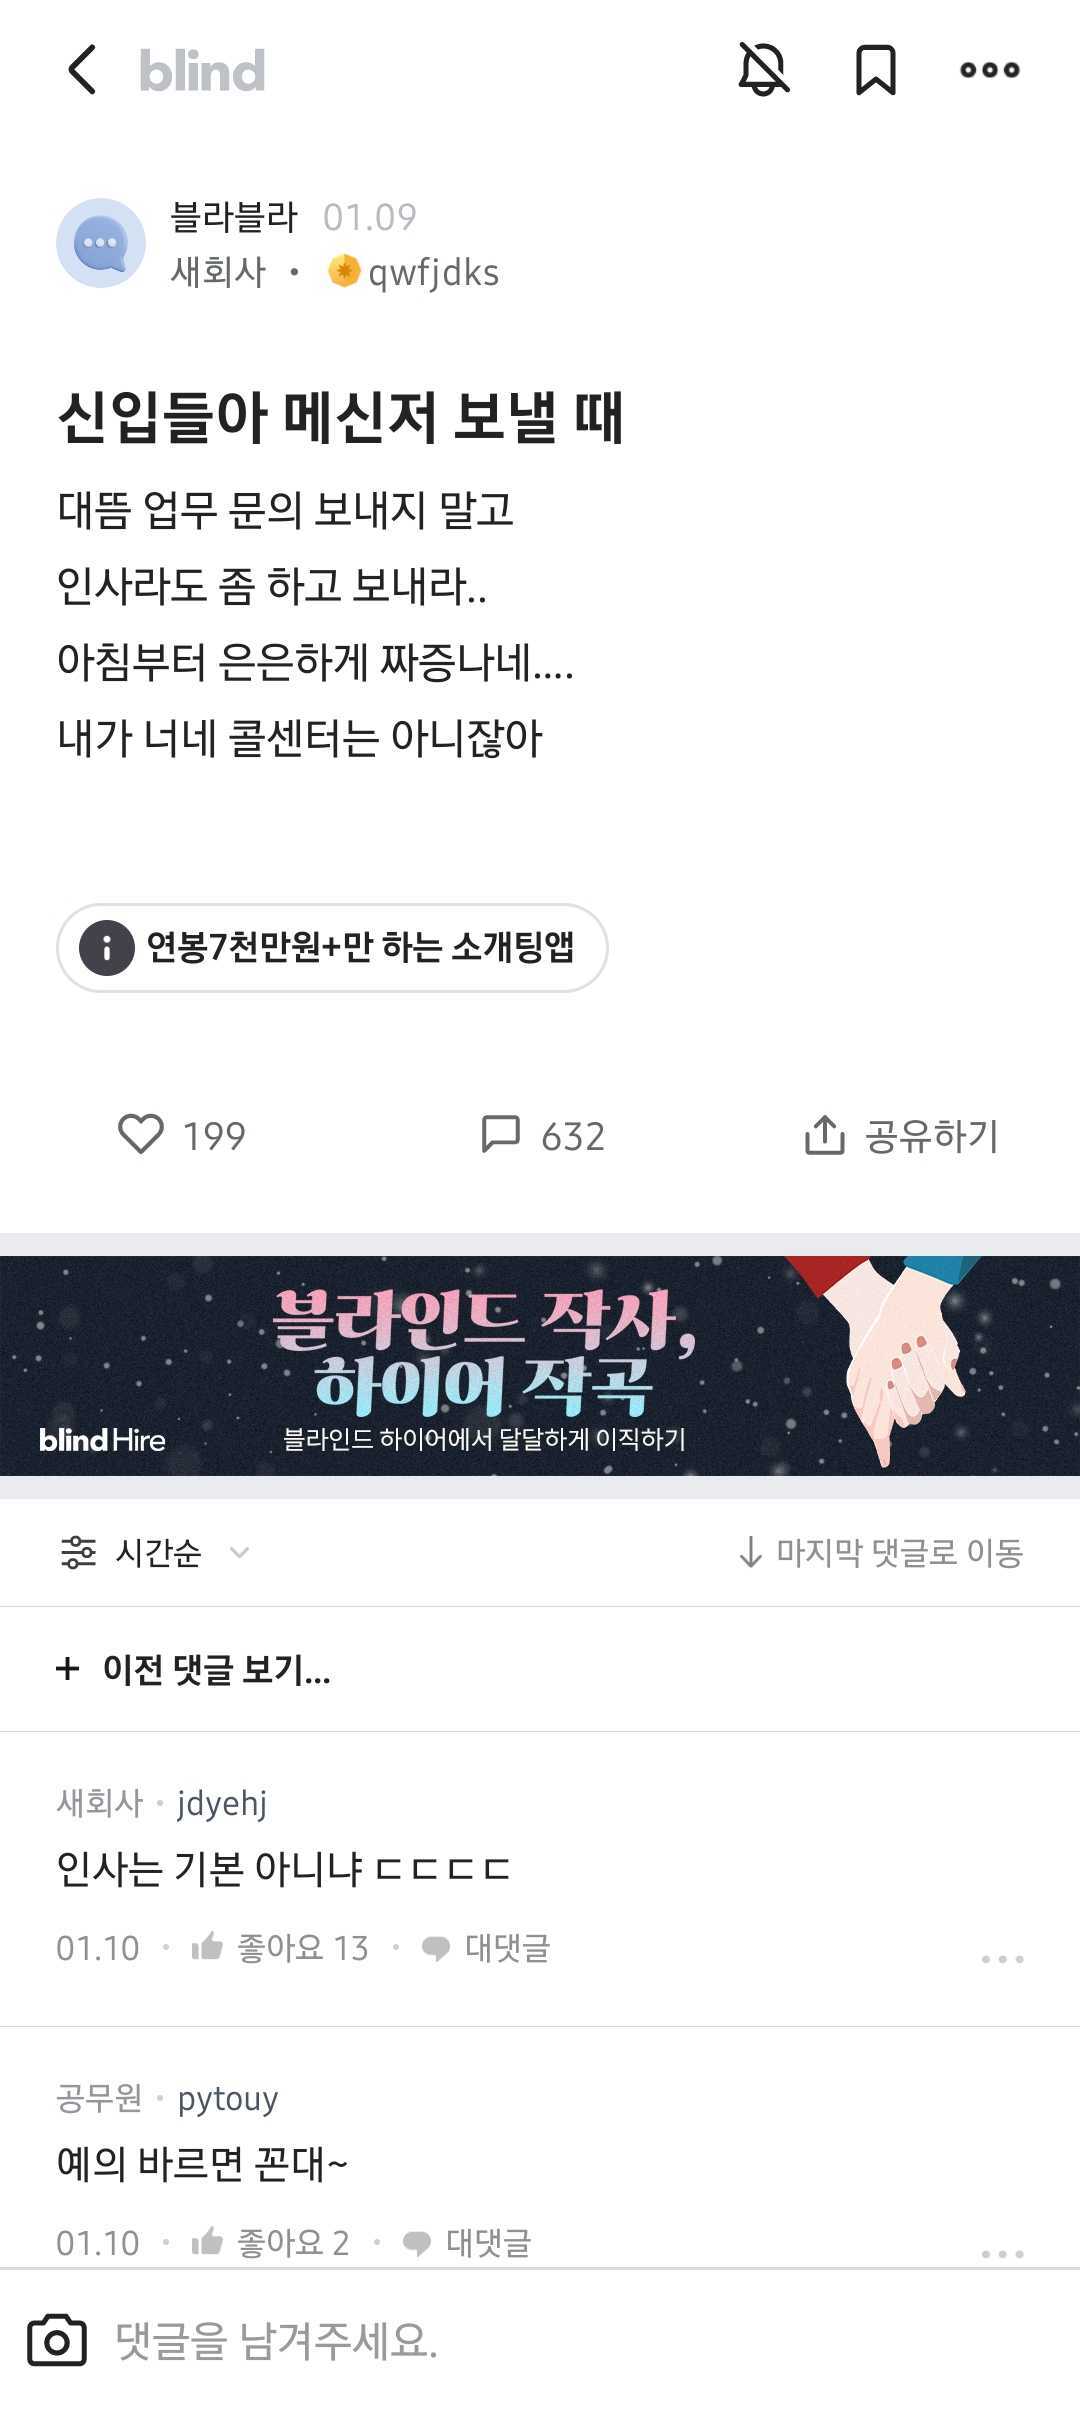 blind
블라블라 01.09
새회사 • qwfjdks
신입들아 메신저 보낼 때
대뜸 업무 문의 보내지 말고
인사라도 좀 하고 보내라..
아침부터 은은하게 짜증나네....
내가 너네 콜센터는 아니잖아
연봉7천만원+만 하는 소개팅앱
199 632 공유하기
블라인드 작사,
하이어 작곡
blind Hire 블라인드 하이어에서 달달하게 이직하기
시간순 ↓ 마지막 댓글로 이동
+ 이전 댓글 보기...
새회사 · jdyehj
인사는 기본 아니냐 ㄷㄷㄷㄷ
01.10 · 좋아요 13 · 대댓글
공무원 · pytouy
예의 바르면 꼰대~
01.10 · 좋아요 2 · 대댓글
댓글을 남겨주세요.